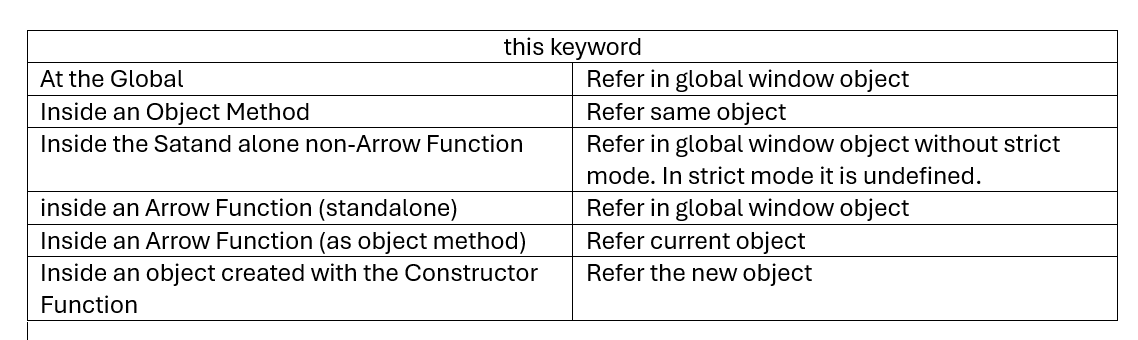 this keyword
At the Global
Refer in global window object
Inside an Object Method
Refer same object
Inside the Satand alone non-Arrow Function
Refer in global window object without strict
mode. In strict mode it is undefined.
inside an Arrow Function (standalone)
Refer in global window object
Inside an Arrow Function (as object method)
Refer current object
Inside an object created with the Constructor
Function
Refer the new object